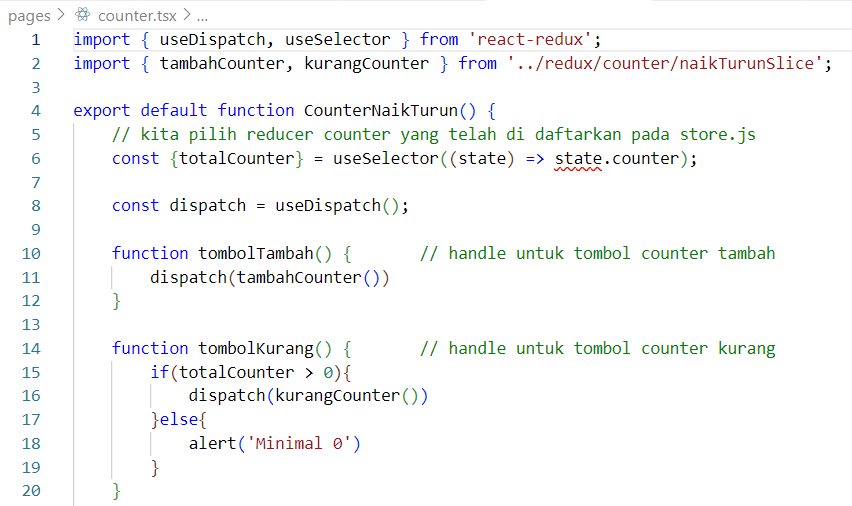 pages > counter.tsx > ...
1 import { useDispatch, useSelector } from 'react-redux';
2 import { tambahCounter, kurangCounter } from '../redux/counter/naikTurunSlice';
3
4 export default function CounterNaikTurun() {
5     // kita pilih reducer counter yang telah di daftarkan pada store.js
6     const {totalCounter} = useSelector((state) => state.counter);
7
8     const dispatch = useDispatch();
9
10     function tombolTambah() {       // handle untuk tombol counter tambah
11         dispatch(tambahCounter())
12     }
13
14     function tombolKurang() {       // handle untuk tombol counter kurang
15         if(totalCounter > 0){
16             dispatch(kurangCounter())
17         }else{
18             alert('Minimal 0')
19         }
20     }